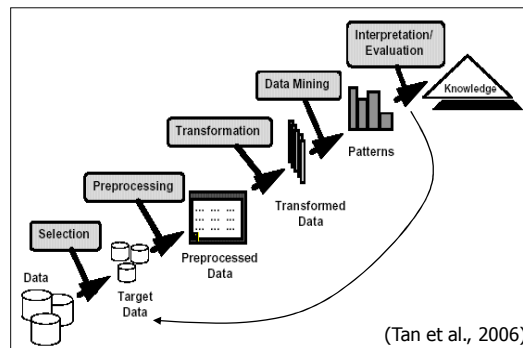 Interpretation/
Evaluation
Data Mining
Knowledge
Transformation
Patterns
Preprocessing
Transformed
Data
Selection
Preprocessed
Data
Data
Target
Data
(Tan et al., 2006)